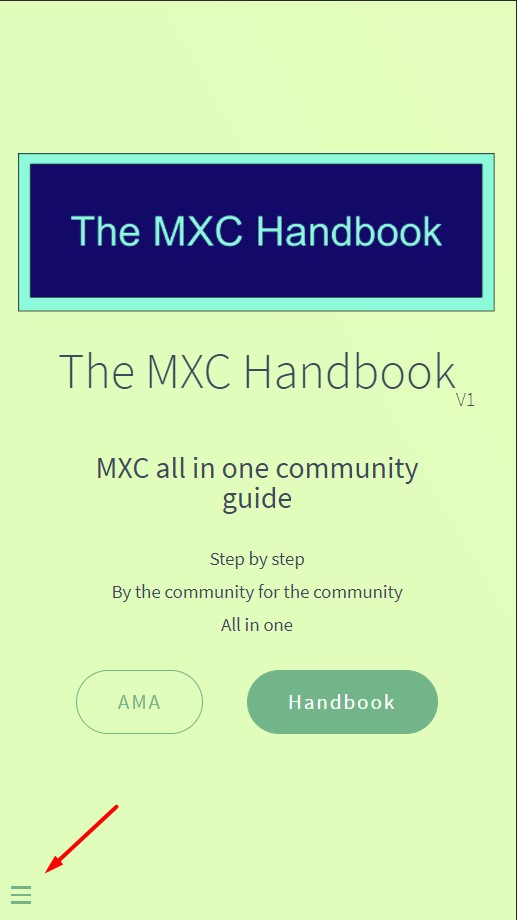 The MXC Handbook
The MXC Handbook V1
MXC all in one community
guide
Step by step
By the community for the community
All in one
AMA
Handbook